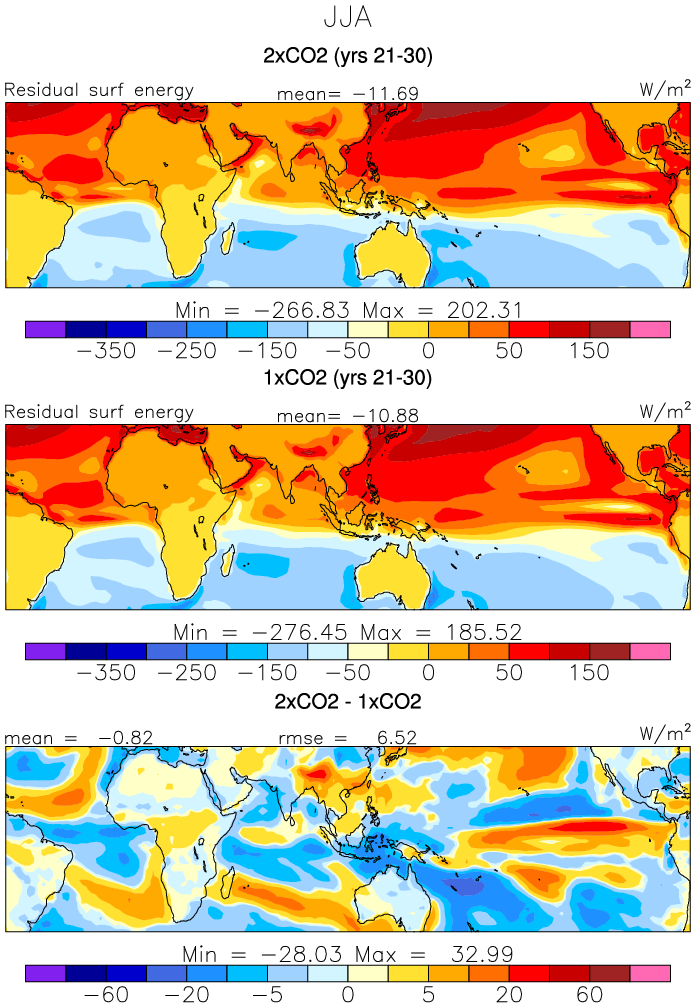 JJA
2xCO2 (yrs 21-30)
Residual surf energy mean= −11.69 W/m²
Min = −266.83 Max = 202.31
−350 −250 −150 −50 0 50 150
1xCO2 (yrs 21-30)
Residual surf energy mean= −10.88 W/m²
Min = −276.45 Max = 185.52
−350 −250 −150 −50 0 50 150
2xCO2 - 1xCO2
mean = −0.82 rmse = 6.52 W/m²
Min = −28.03 Max = 32.99
−60 −20 −5 0 5 20 60